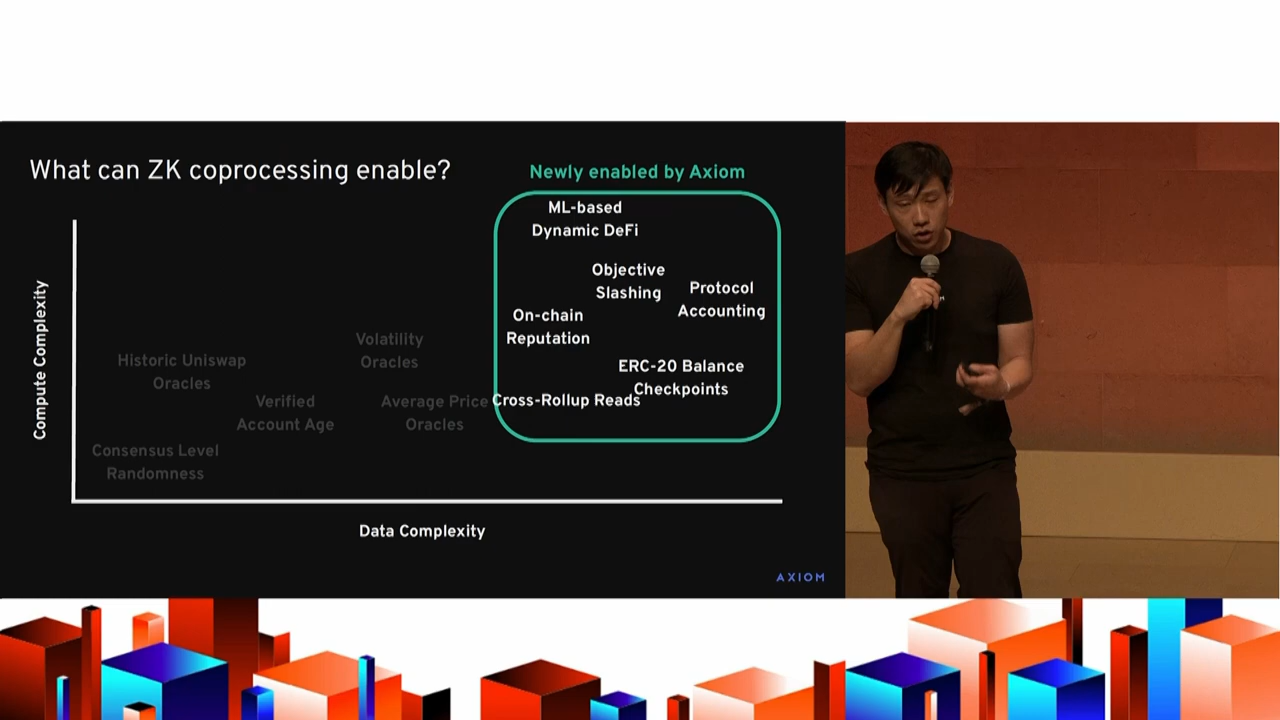 What can ZK coprocessing enable?
Newly enabled by Axiom
ML-based
Dynamic DeFi
Objective
Slashing
Protocol
Accounting
On-chain
Reputation
Volatility
Oracles
Historic Uniswap
Oracles
ERC-20 Balance
Checkpoints
Verified
Account Age
Average Price
Oracles
Cross-Rollup Reads
Consensus Level
Randomness
Compute Complexity
Data Complexity
AXIOM